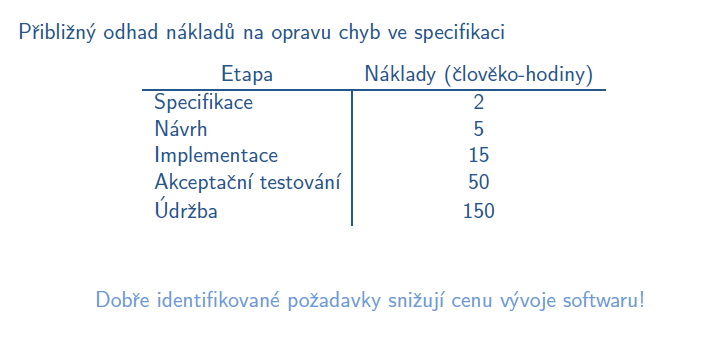 Přibližný odhad nákladů na opravu chyb ve specifikaci
Etapa Náklady (člověko-hodiny)
Specifikace 2
Návrh 5
Implementace 15
Akceptační testování 50
Údržba 150
Dobře identifikované požadavky snižují cenu vývoje softwaru!